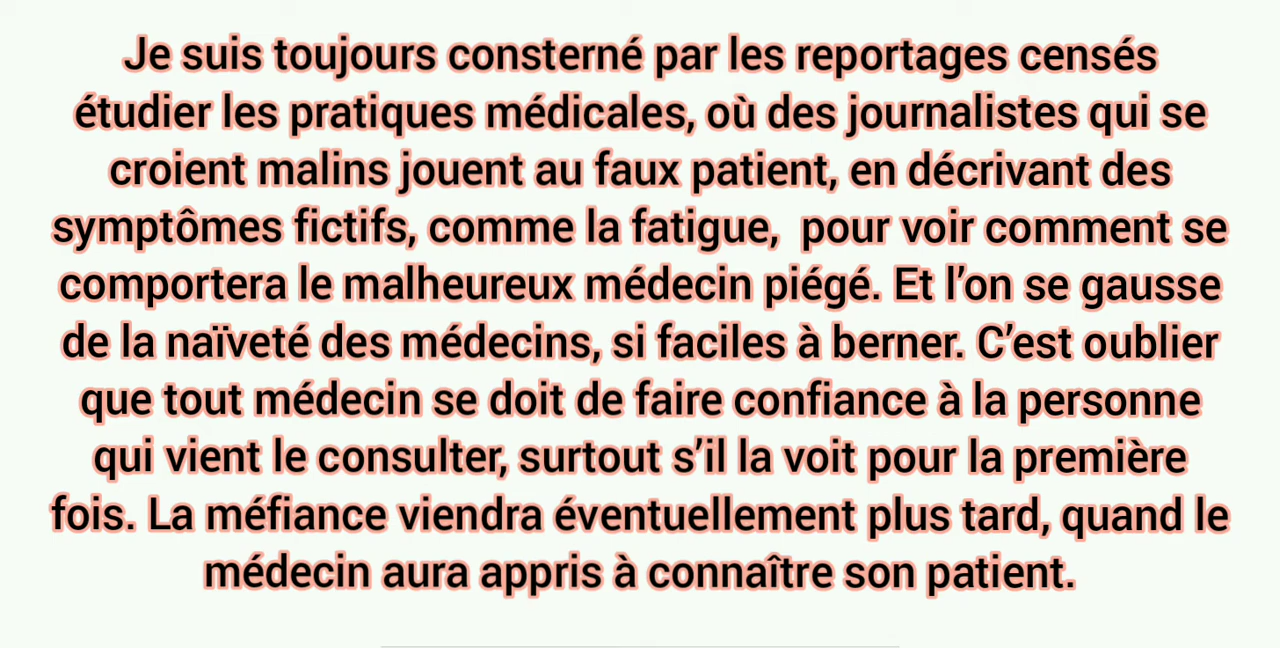 Je suis toujours consterné par les reportages censés
étudier les pratiques médicales, où des journalistes qui se
croient malins jouent au faux patient, en décrivant des
symptômes fictifs, comme la fatigue,  pour voir comment se
comportera le malheureux médecin piégé. Et l’on se gausse
de la naïveté des médecins, si faciles à berner. C’est oublier
que tout médecin se doit de faire confiance à la personne
qui vient le consulter, surtout s’il la voit pour la première
fois. La méfiance viendra éventuellement plus tard, quand le
médecin aura appris à connaître son patient.